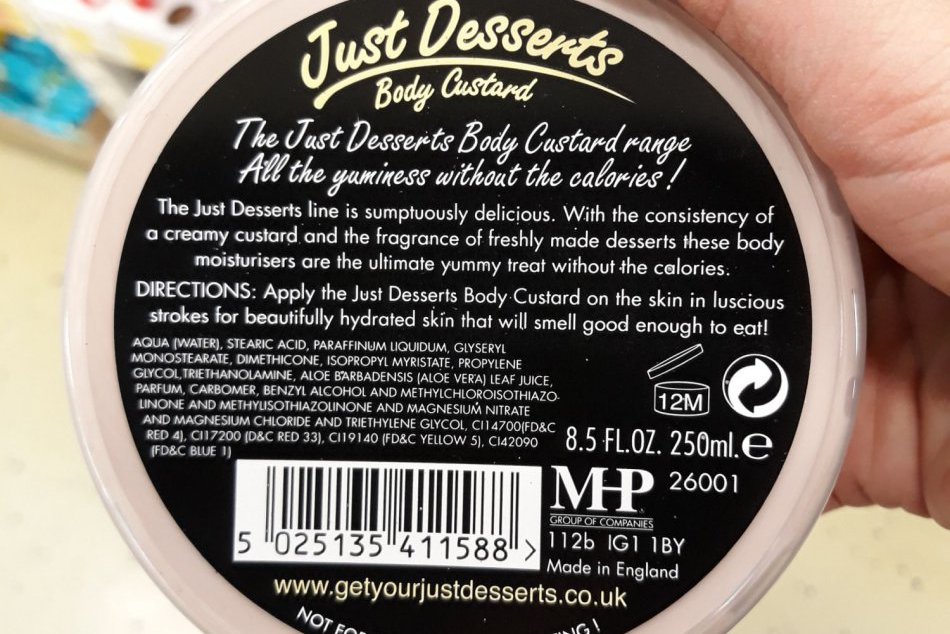 Just Desserts
Body Custard
The Just Desserts Body Custard range
All the yuminess without the calories!
The Just Desserts line is sumptuously delicious. With the consistency of
a creamy custard and the fragrance of freshly made desserts these body
moisturisers are the ultimate yummy treat without the calories.
DIRECTIONS: Apply the Just Desserts Body Custard on the skin in luscious
strokes for beautifully hydrated skin that will smell good enough to eat!
AQUA (WATER), STEARIC ACID, PARAFFINUM LIQUIDUM, GLYSERYL
MONOSTEARATE, DIMETHICONE, ISOPROPYL MYRISTATE, PROPYLENE
GLYCOL,TRIETHANOLAMINE, ALOE BARBADENSIS (ALOE VERA) LEAF JUICE,
PARFUM, CARBOMER, BENZYL ALCOHOL AND METHYLCHLOROISOTHIAZO-
LINONE AND METHYLISOTHIAZOLINONE AND MAGNESIUM NITRATE
AND MAGNESIUM CHLORIDE AND TRIETHYLENE GLYCOL, CI14700(FD&C
RED 4), CI17200 (D&C RED 33), CI19140 (FD&C YELLOW 5), CI42090
(FD&C BLUE 1)
12M
8.5 FL.OZ. 250ml. e
MHP 26001
GROUP OF COMPANIES
112b IG1 1BY
Made in England
5 025135 411588 >
www.getyourjustdesserts.co.uk
NOT